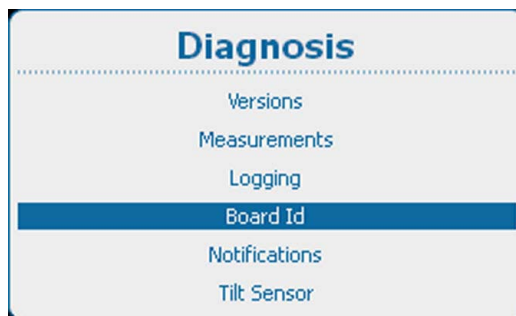 Diagnosis
Versions
Measurements
Logging
Board Id
Notifications
Tilt Sensor